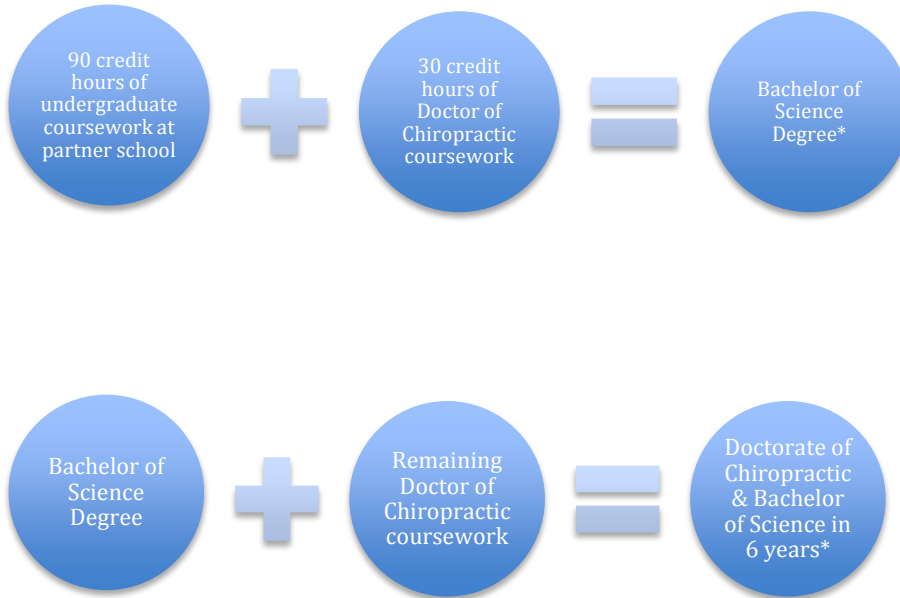 90 credit
hours of
undergraduate
coursework at
partner school
30 credit
hours of
Doctor of
Chiropractic
coursework
Bachelor of
Science
Degree*
Bachelor of
Science
Degree
Remaining
Doctor of
Chiropractic
coursework
Doctorate of
Chiropractic
& Bachelor
of Science in
6 years*